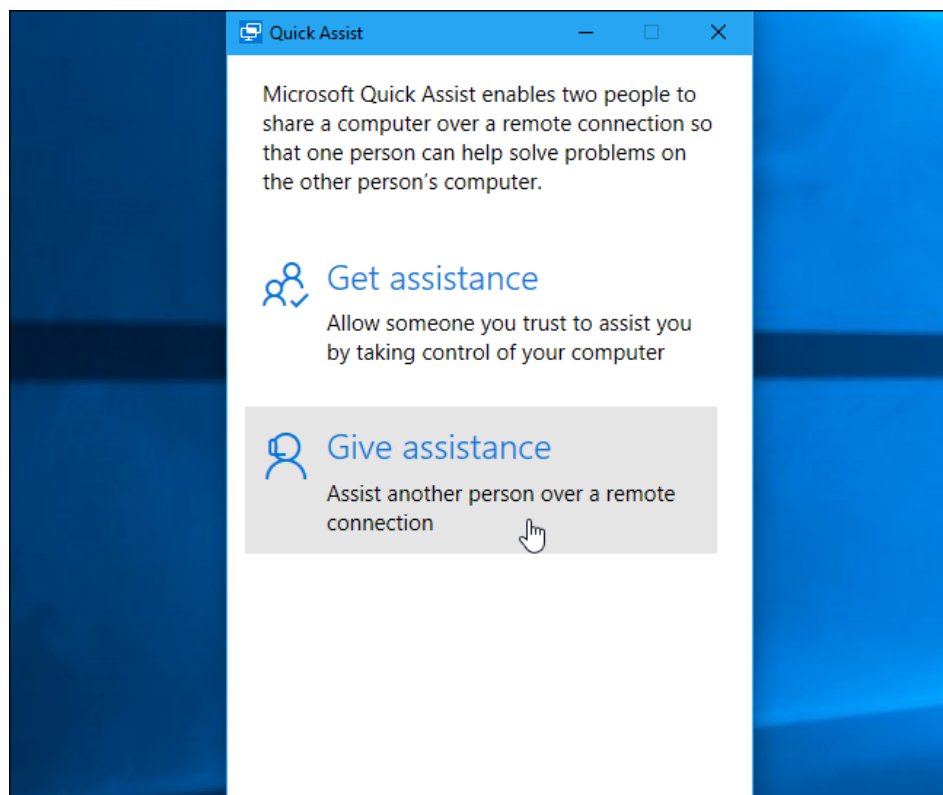 Quick Assist
Microsoft Quick Assist enables two people to
share a computer over a remote connection so
that one person can help solve problems on
the other person’s computer.
Get assistance
Allow someone you trust to assist you
by taking control of your computer
Give assistance
Assist another person over a remote
connection